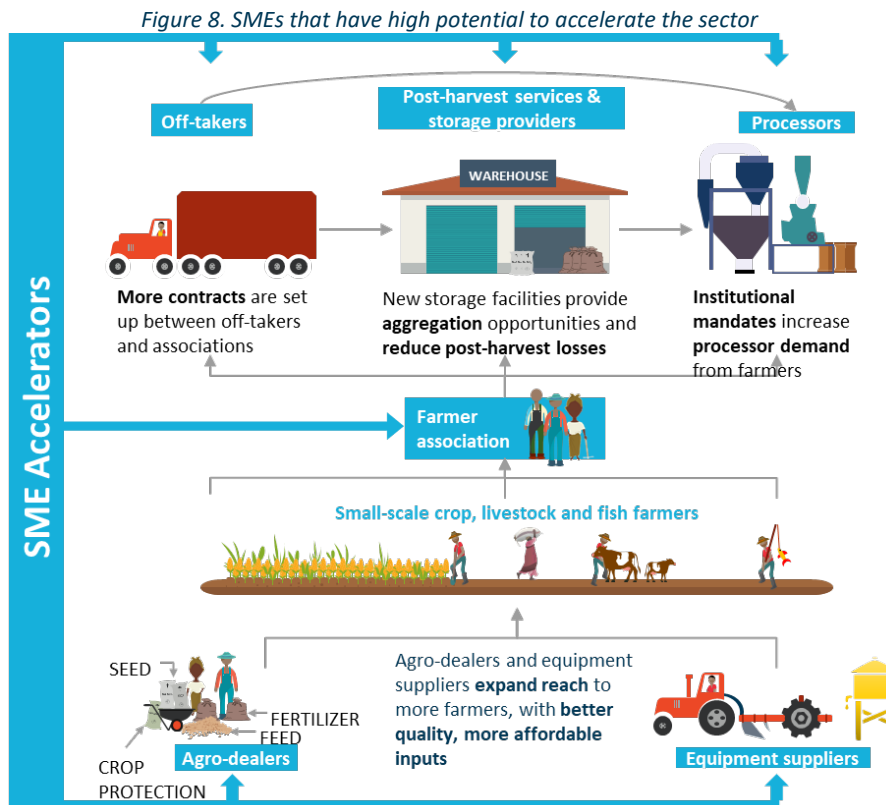 Figure 8. SMEs that have high potential to accelerate the sector
SME Accelerators
Off-takers
Post-harvest services &
storage providers
Processors
WAREHOUSE
More contracts are set
up between off-takers
and associations
New storage facilities provide
aggregation opportunities and
reduce post-harvest losses
Institutional
mandates increase
processor demand
from farmers
Farmer
association
Small-scale crop, livestock and fish farmers
SEED
FERTILIZER
FEED
CROP
PROTECTION
Agro-dealers
Agro-dealers and equipment
suppliers expand reach to
more farmers, with better
quality, more affordable
inputs
Equipment suppliers